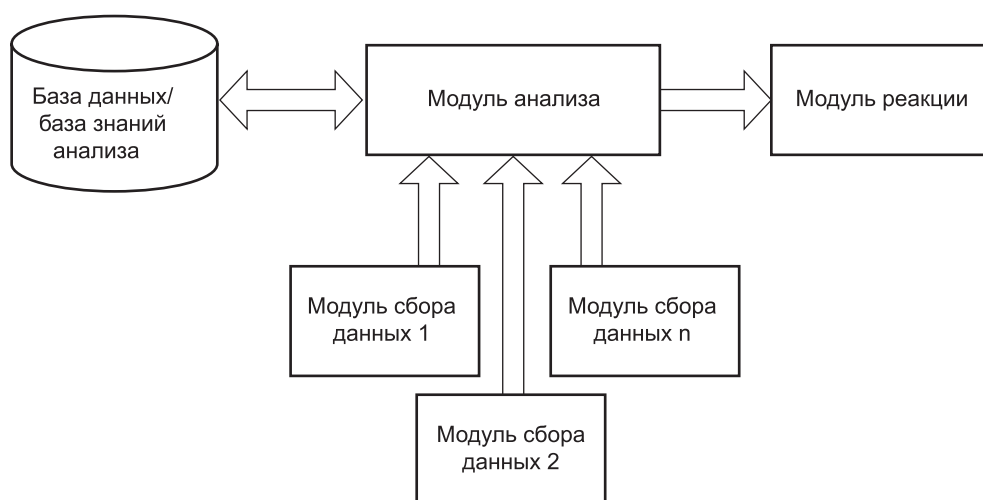 База данных/
база знаний
анализа
Модуль анализа
Модуль реакции
Модуль сбора
данных 1
Модуль сбора
данных n
Модуль сбора
данных 2